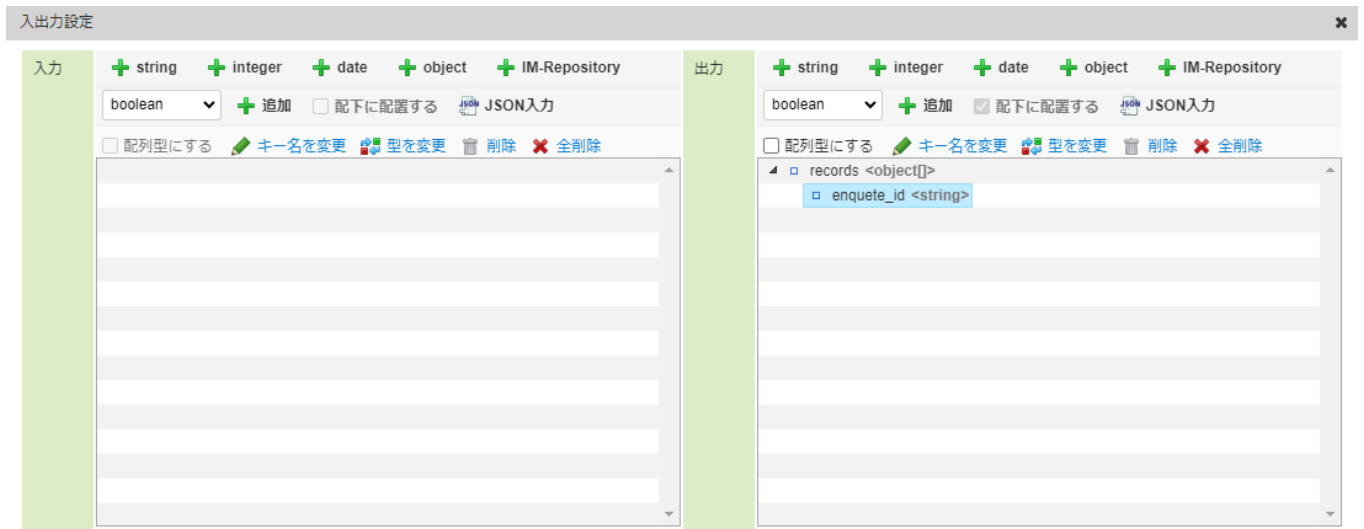 入出力設定
入力
string integer date object IM-Repository
boolean 追加 配下に配置する JSON JSON入力
配列型にする キー名を変更 型を変更 削除 全削除
出力
string integer date object IM-Repository
boolean 追加 配下に配置する JSON JSON入力
配列型にする キー名を変更 型を変更 削除 全削除
records <object[]>
enquete_id <string>